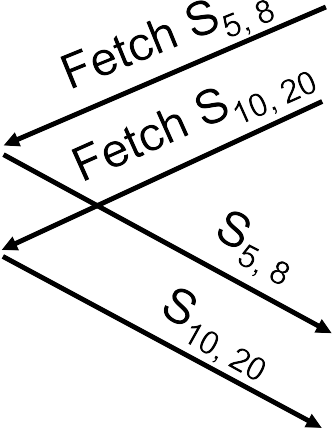 Fetch S5, 8
Fetch S10, 20
S5, 8
S10, 20